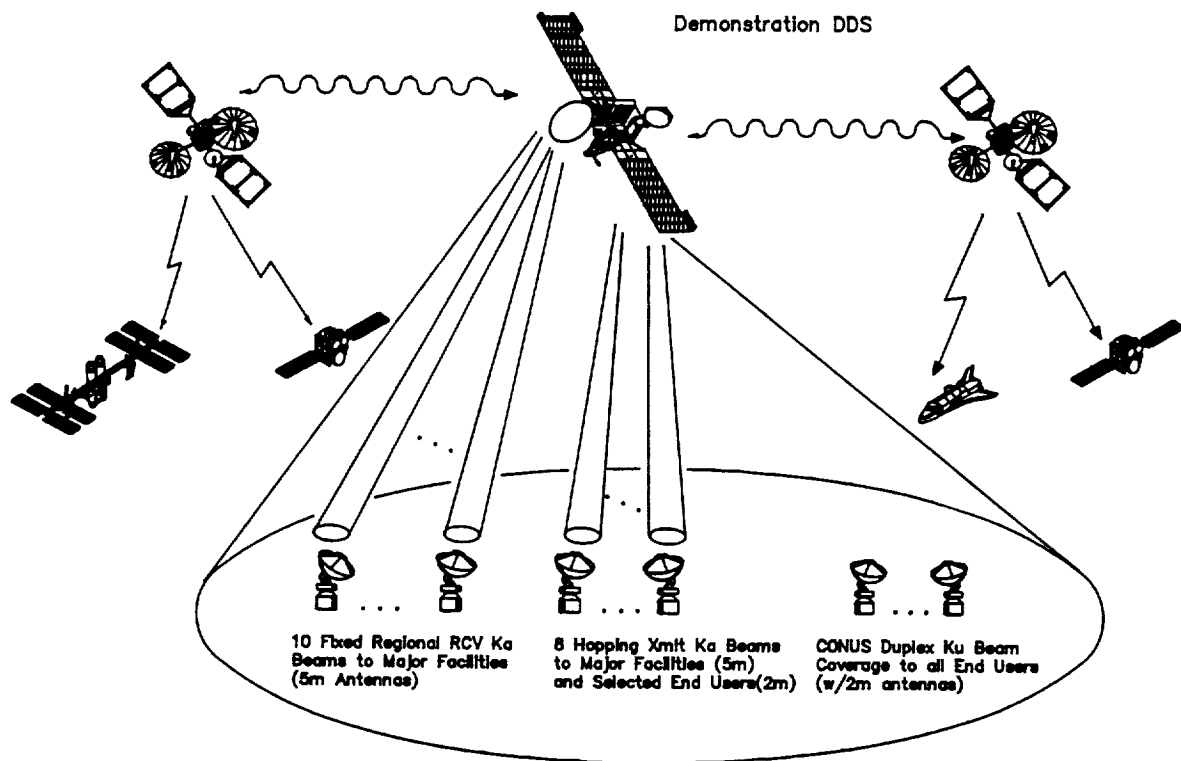 Demonstration DDS
10 Fixed Regional RCV Ka
Beams to Major Facilities
(5m Antennas)
8 Hopping Xmit Ka Beams
to Major Facilities (5m)
and Selected End Users(2m)
CONUS Duplex Ku Beam
Coverage to all End Users
(w/2m antennas)